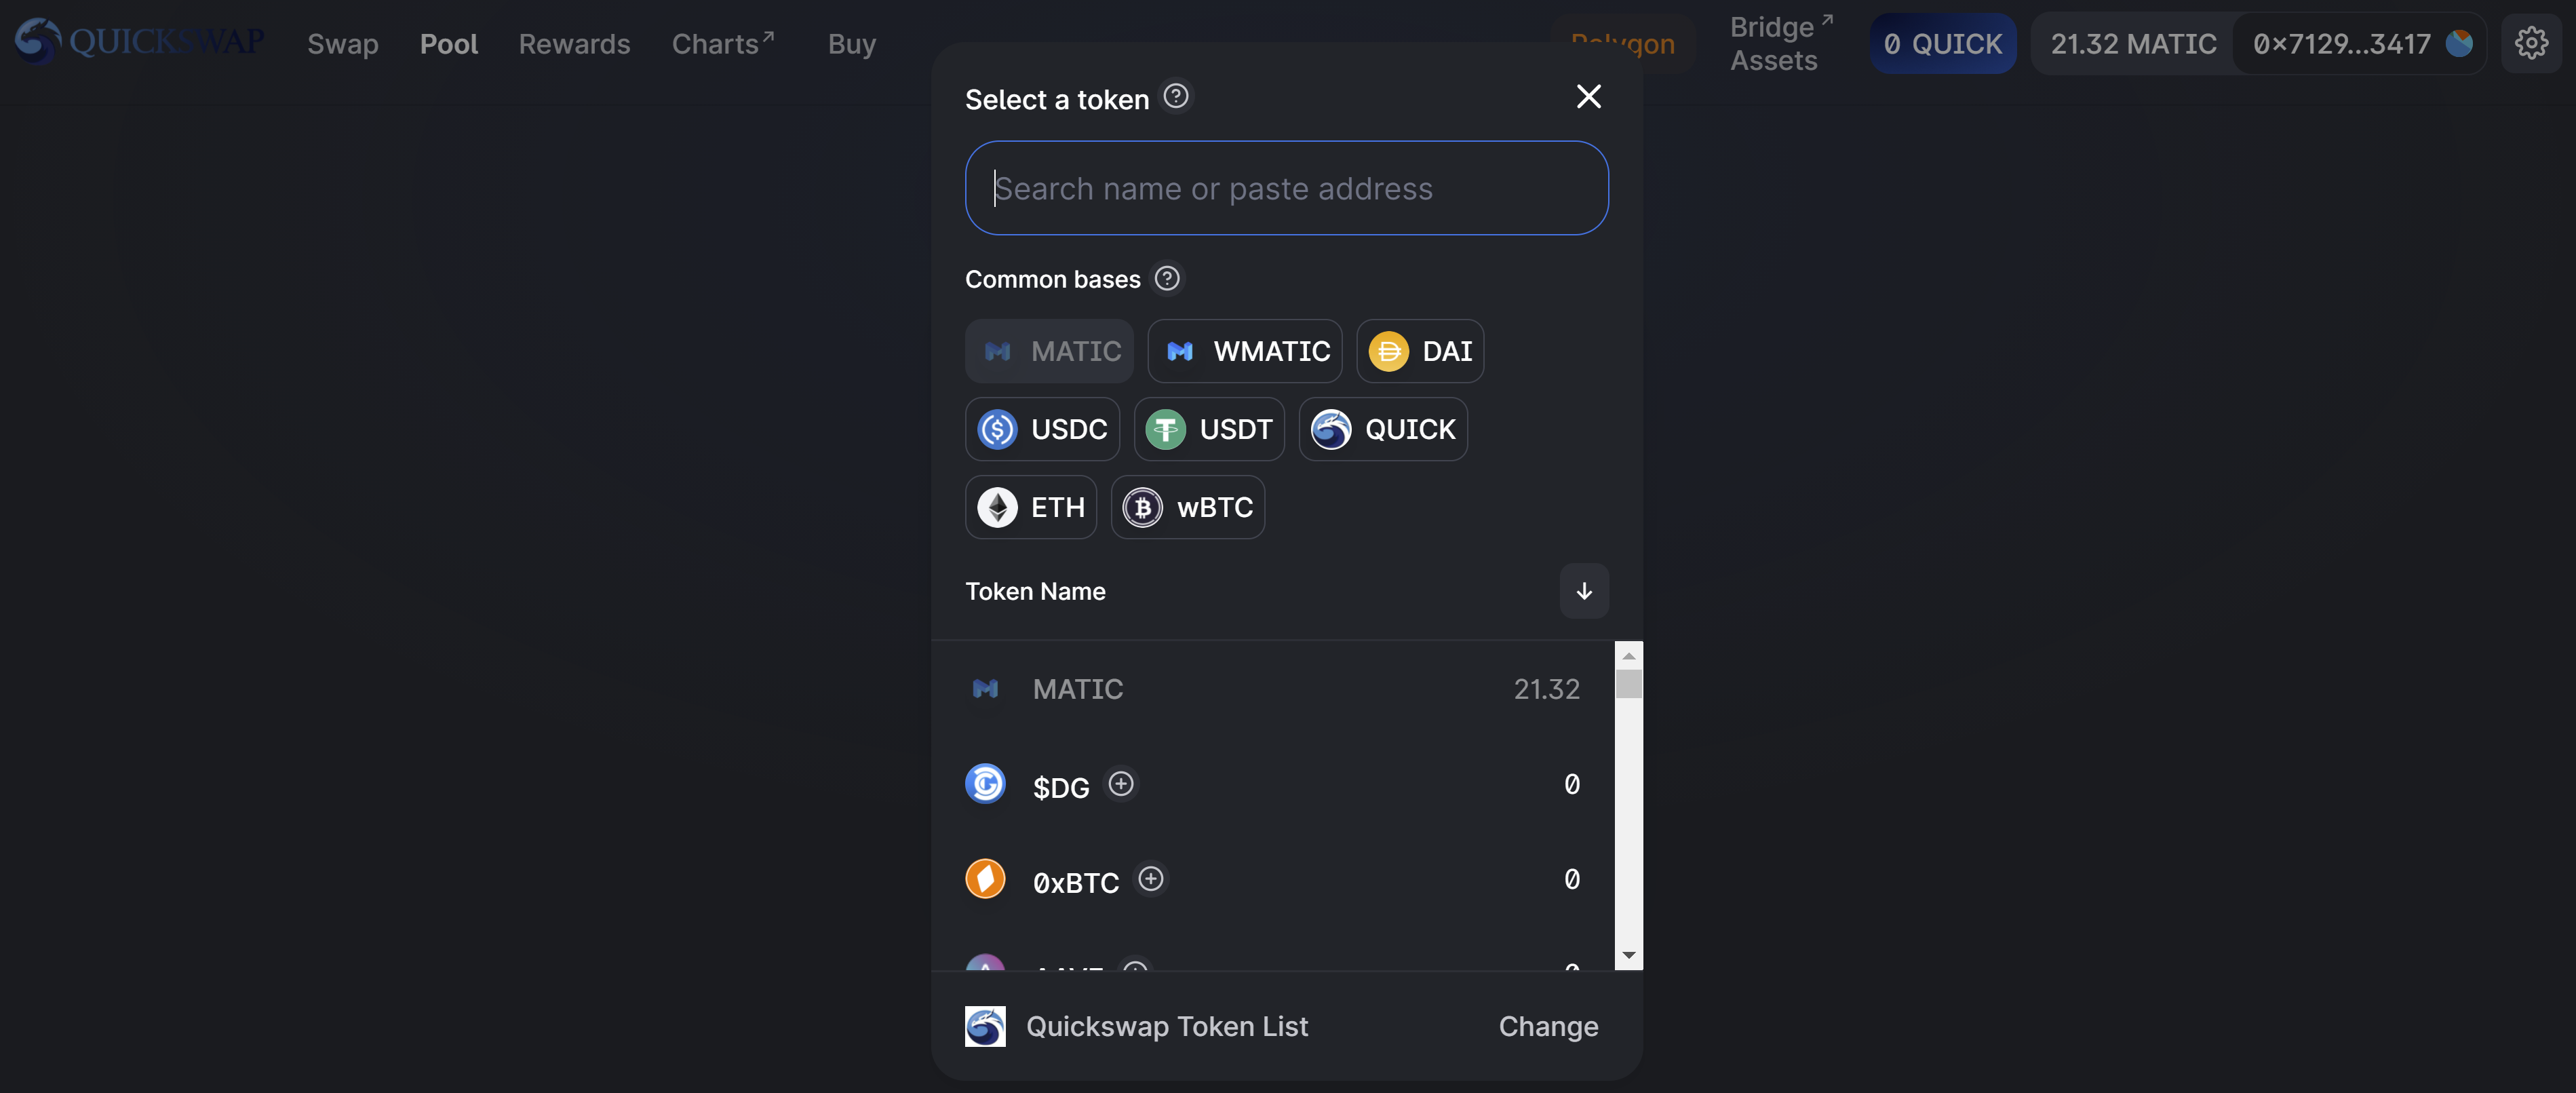 QUICKSWAP Swap Pool Rewards Charts↗ Buy Polygon Bridge↗ Assets 0 QUICK 21.32 MATIC 0x7129...3417
Select a token
Search name or paste address
Common bases
MATIC WMATIC DAI
USDC USDT QUICK
ETH wBTC
Token Name
MATIC 21.32
$DG 0
0xBTC 0
AAVE 0
Quickswap Token List Change